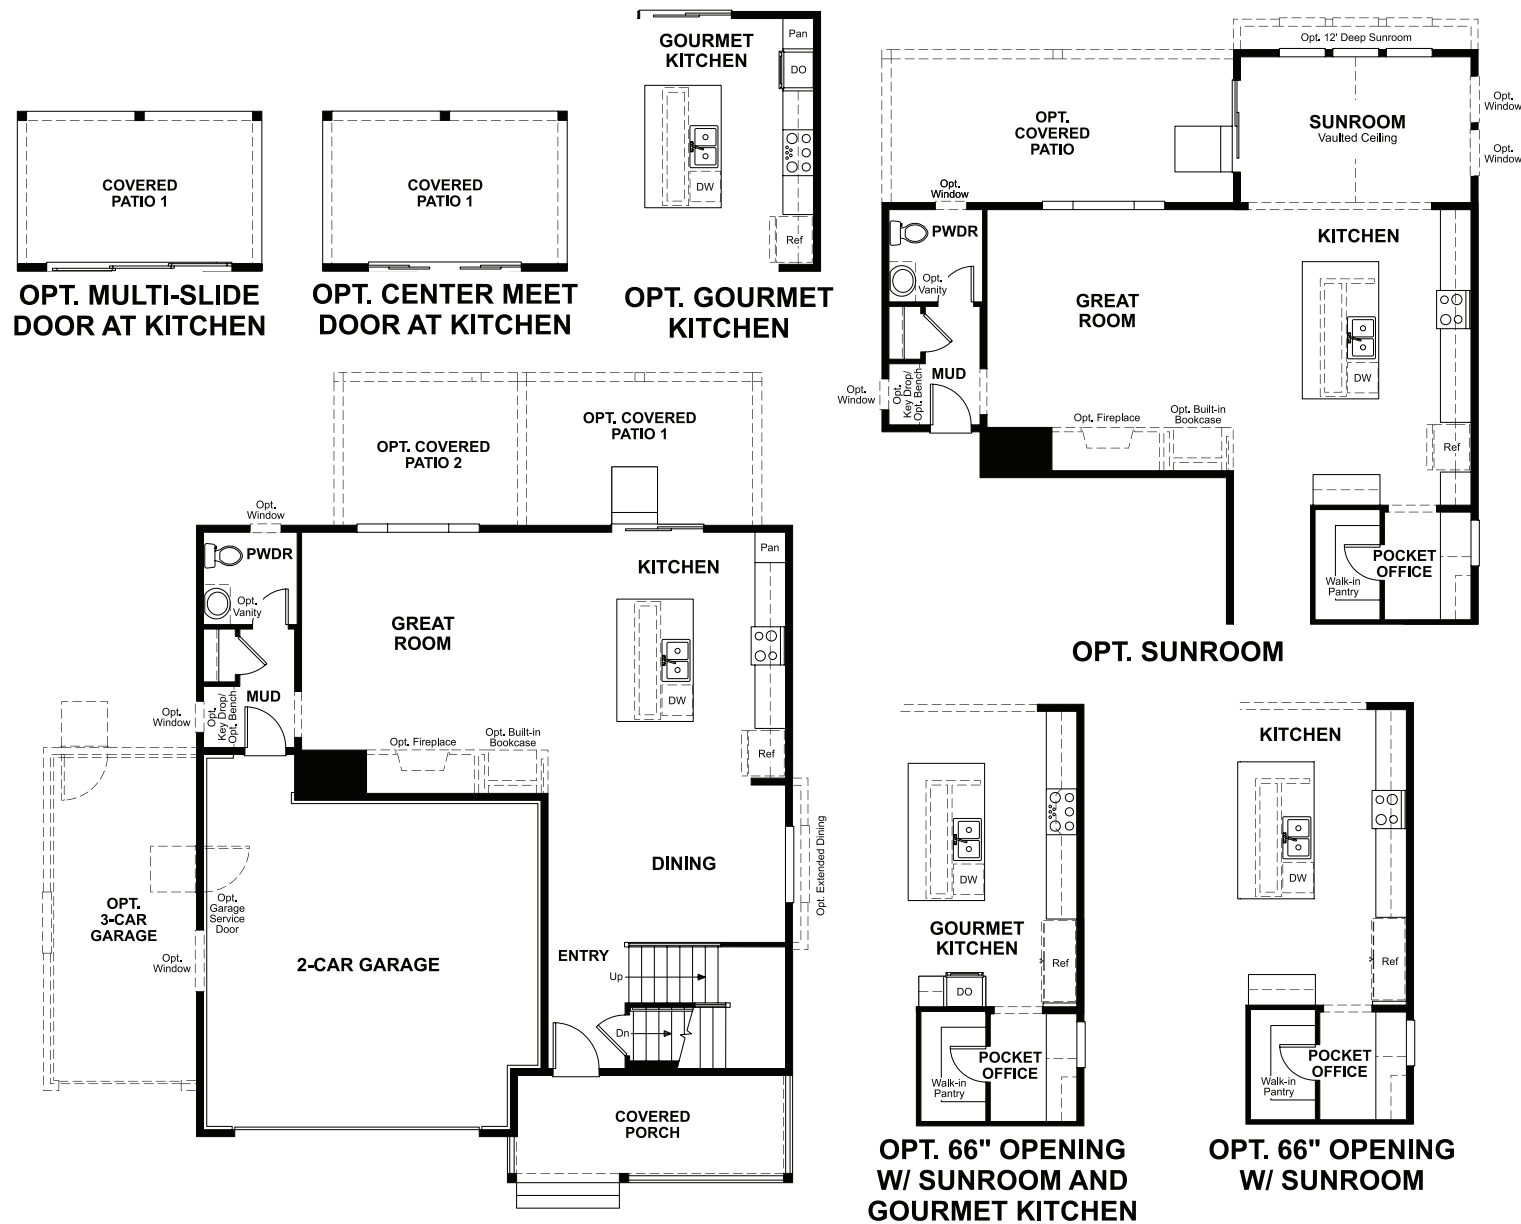 COVERED
PATIO 1
OPT. MULTI-SLIDE
DOOR AT KITCHEN
COVERED
PATIO 1
OPT. CENTER MEET
DOOR AT KITCHEN
GOURMET
KITCHEN
Pan
DO
DW
Ref
OPT. GOURMET
KITCHEN
Opt. 12' Deep Sunroom
OPT.
COVERED
PATIO
SUNROOM
Vaulted Ceiling
Opt.
Window
Opt.
Window
Opt.
Window
PWDR
Opt.
Vanity
KITCHEN
GREAT
ROOM
MUD
Opt.
Window
Opt.
Key Drop/
Opt. Bench
Opt. Fireplace
Opt. Built-in
Bookcase
DW
Ref
POCKET
OFFICE
Walk-in
Pantry
OPT. SUNROOM
OPT. COVERED
PATIO 2
OPT. COVERED
PATIO 1
Opt.
Window
PWDR
Opt.
Vanity
KITCHEN
Pan
GREAT
ROOM
MUD
Opt.
Window
Opt.
Key Drop/
Opt. Bench
Opt. Fireplace
Opt. Built-in
Bookcase
DW
Ref
DINING
Opt. Extended Dining
OPT.
3-CAR
GARAGE
Opt.
Garage
Service
Door
Opt.
Window
2-CAR GARAGE
ENTRY
Up
Dn
COVERED
PORCH
DW
GOURMET
KITCHEN
Ref
DO
POCKET
OFFICE
Walk-in
Pantry
OPT. 66" OPENING
W/ SUNROOM AND
GOURMET KITCHEN
KITCHEN
DW
Ref
POCKET
OFFICE
Walk-in
Pantry
OPT. 66" OPENING
W/ SUNROOM